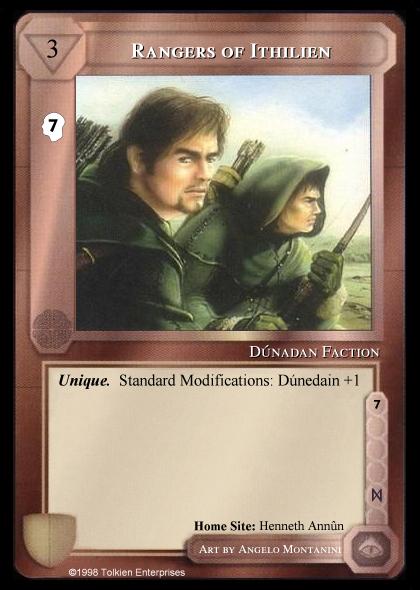 3
RANGERS OF ITHILIEN
7
DÚNADAN FACTION
Unique. Standard Modifications: Dúnedain +1
7
ᛞ
Home Site: Henneth Annûn
ART BY ANGELO MONTANINI
©1998 Tolkien Enterprises